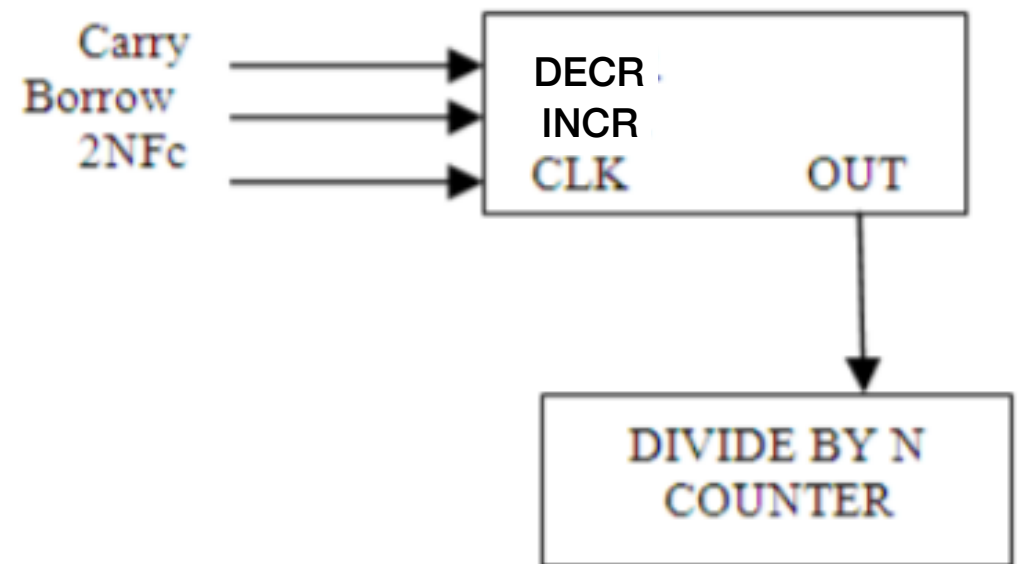 Carry
Borrow
2NFc
DECR
INCR
CLK OUT
DIVIDE BY N
COUNTER